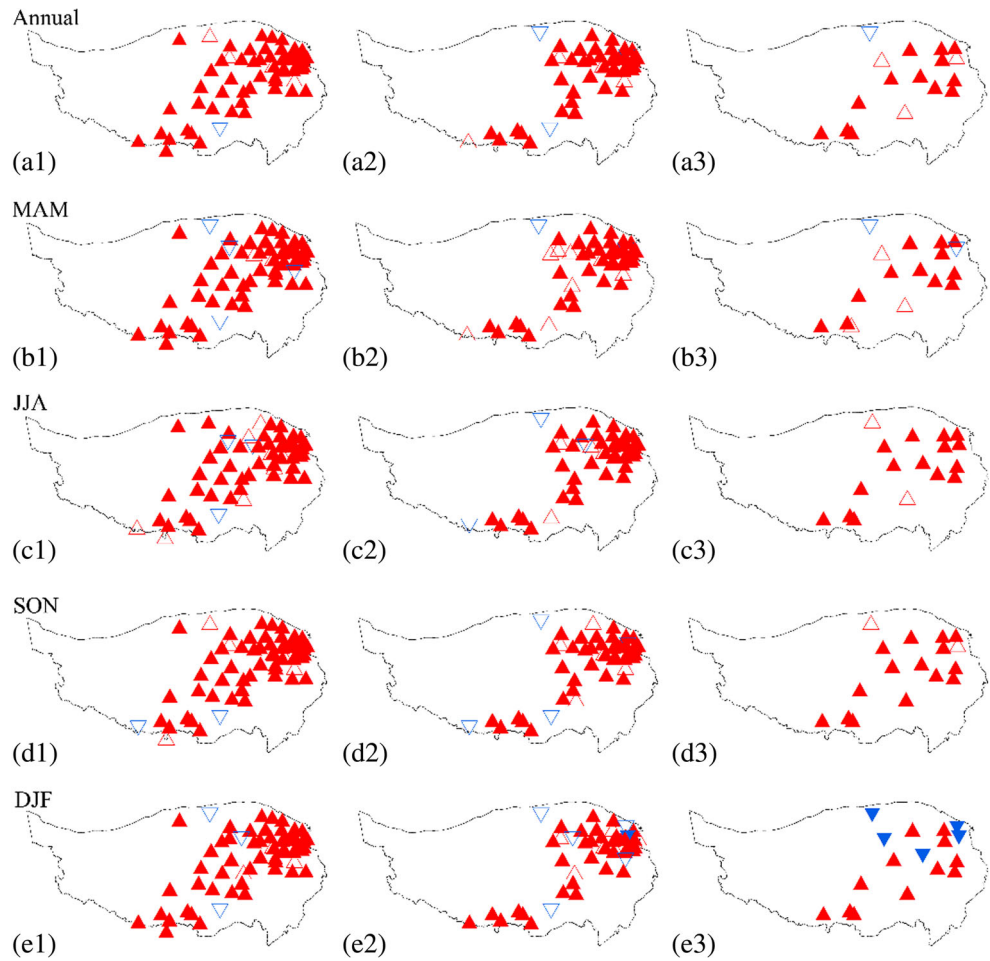 Annual
(a1) (a2) (a3)
MAM
(b1) (b2) (b3)
JJA
(c1) (c2) (c3)
SON
(d1) (d2) (d3)
DJF
(e1) (e2) (e3)